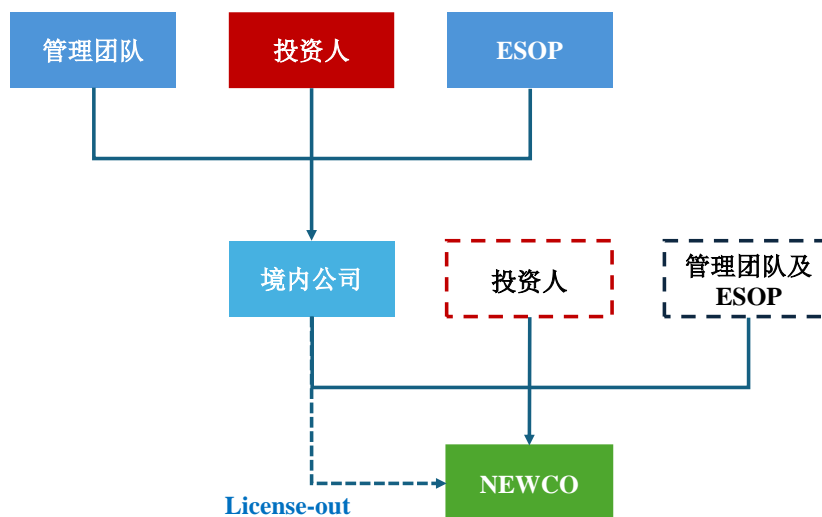 管理团队
投资人
ESOP
境内公司
投资人
管理团队及
ESOP
NEWCO
License-out